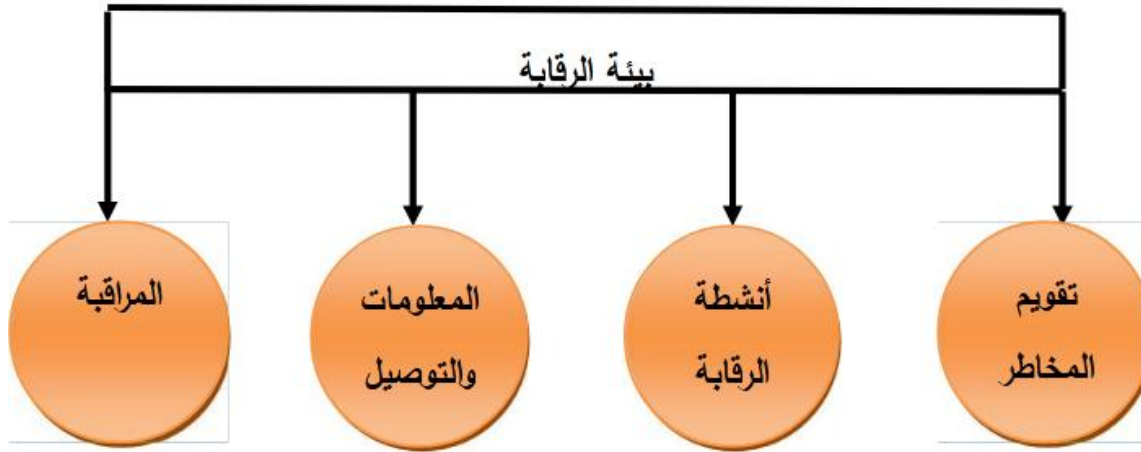 بيئة الرقابة
تقويم
المخاطر
أنشطة
الرقابة
المعلومات
والتوصيل
المراقبة